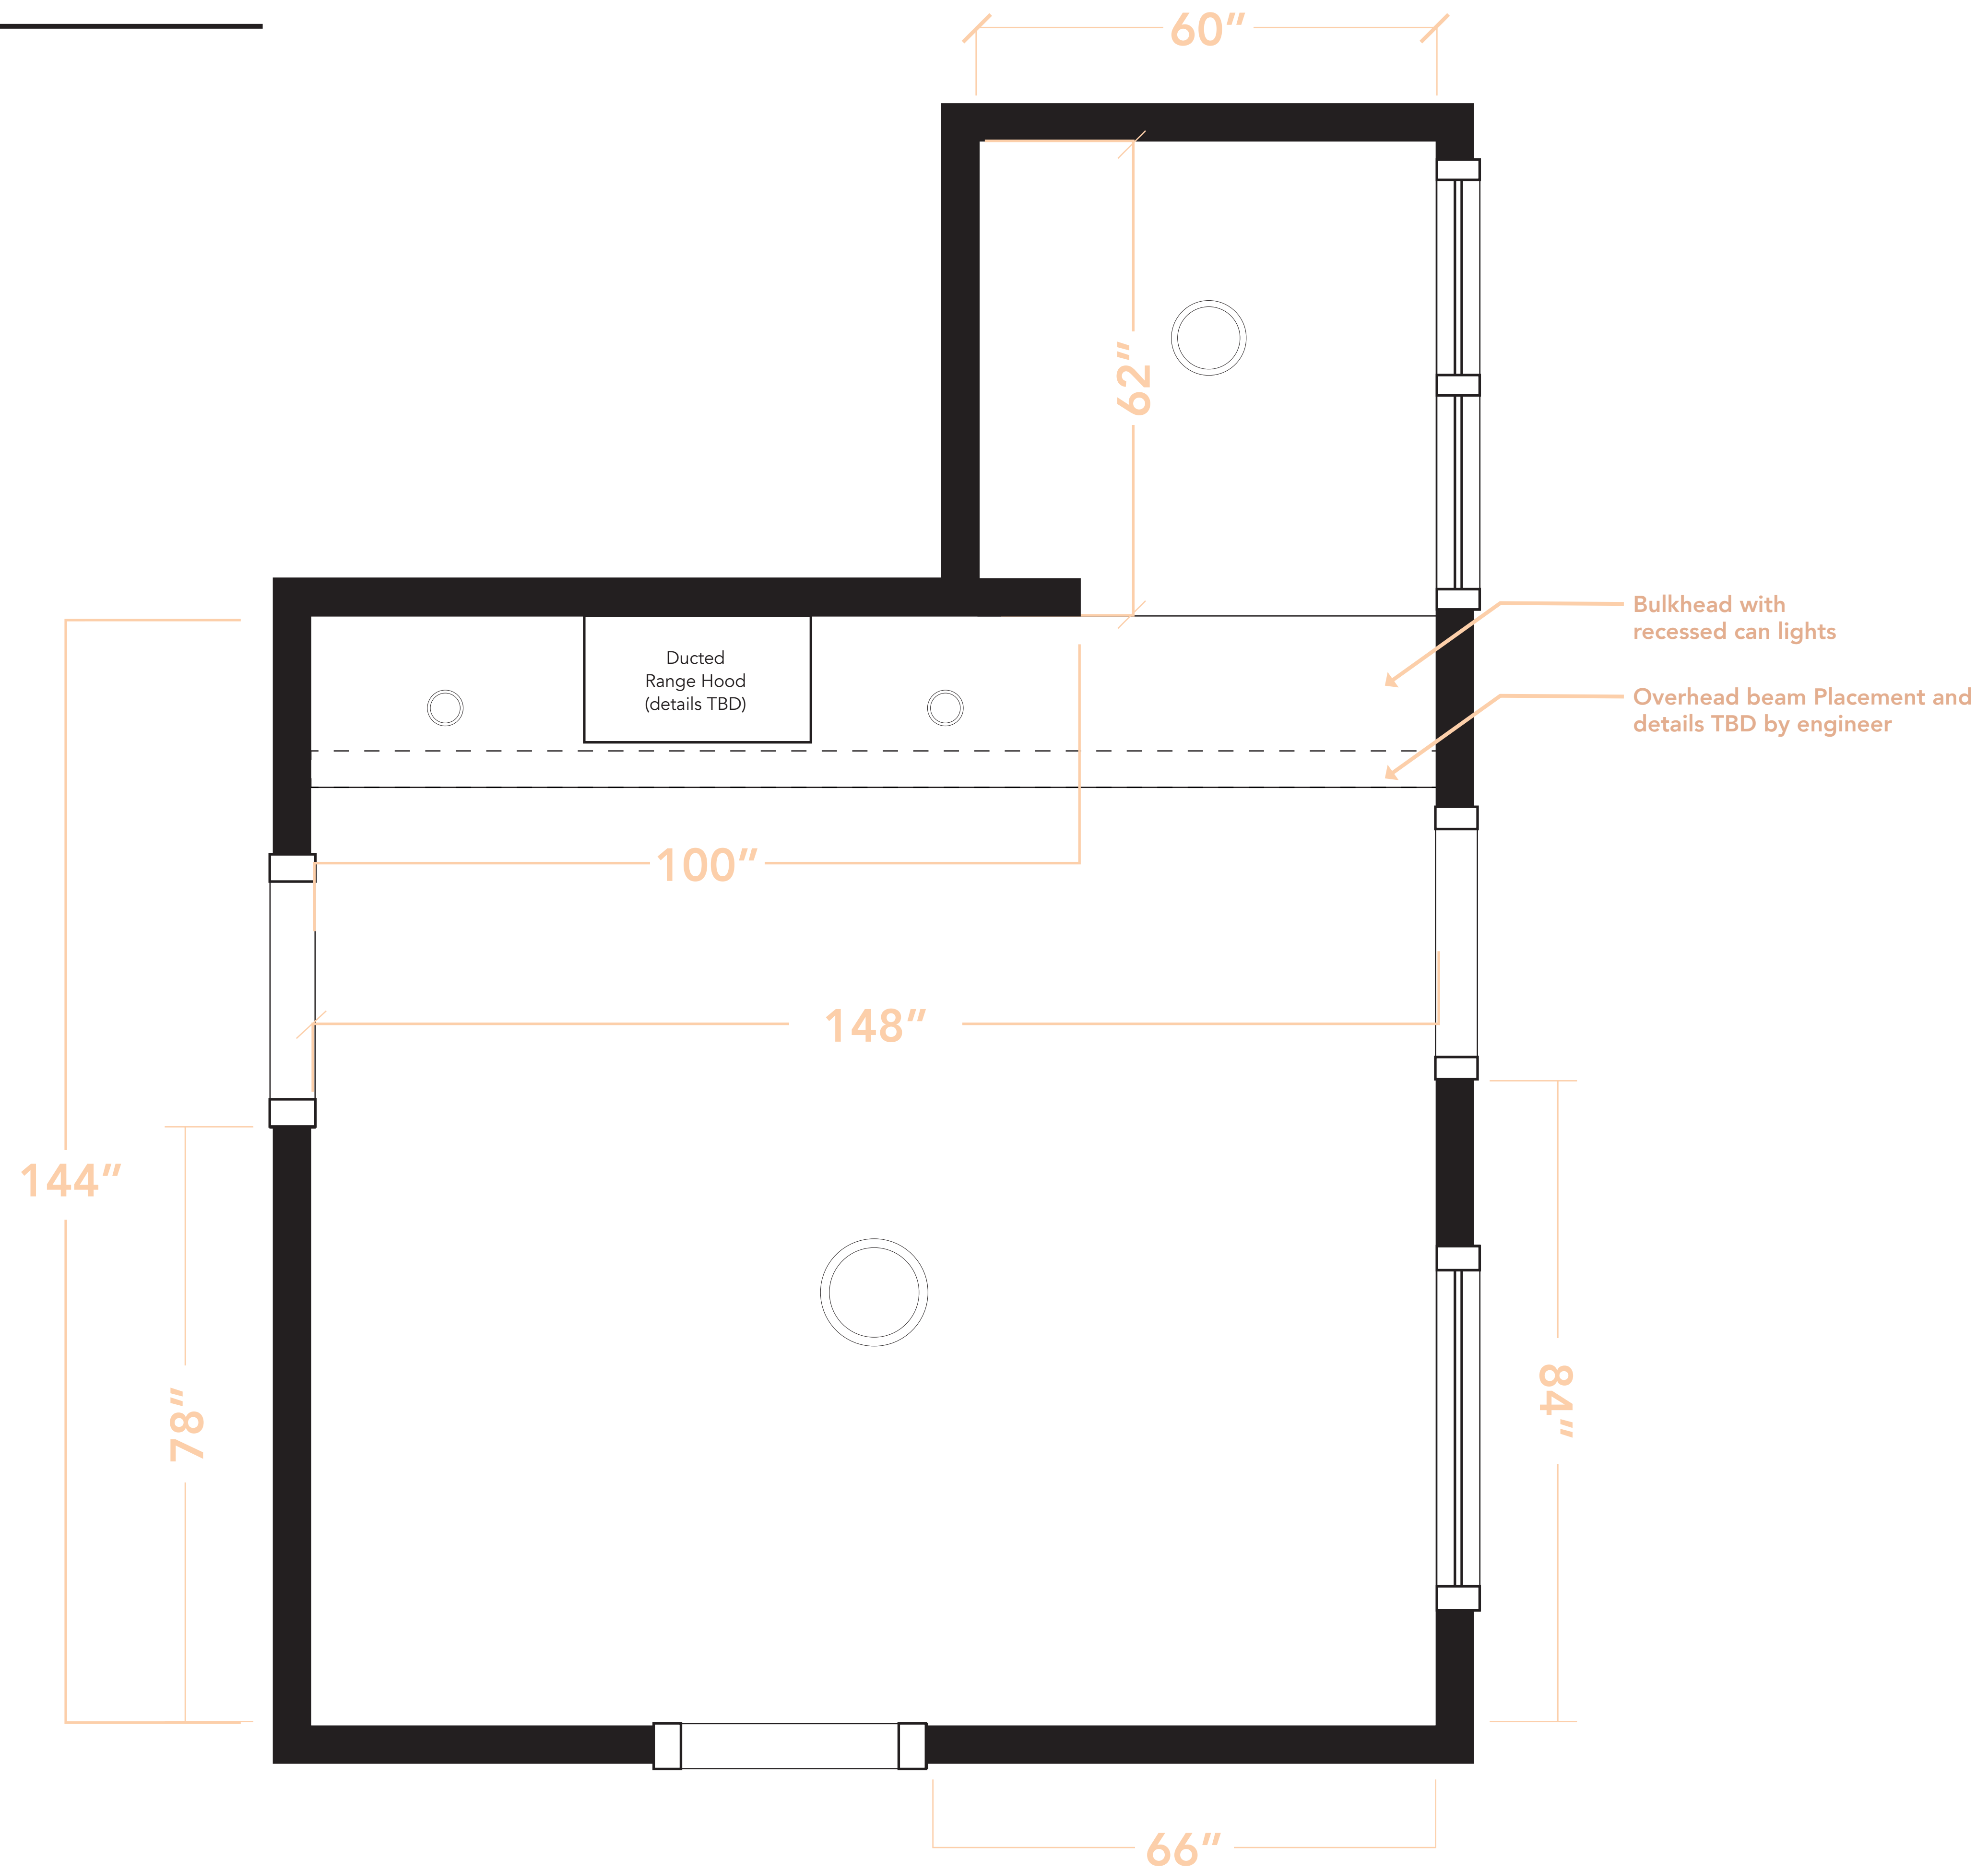 60"
62"
Bulkhead with
recessed can lights
Ducted
Range Hood
(details TBD)
Overhead beam Placement and
details TBD by engineer
100"
148"
144"
78"
84"
66"